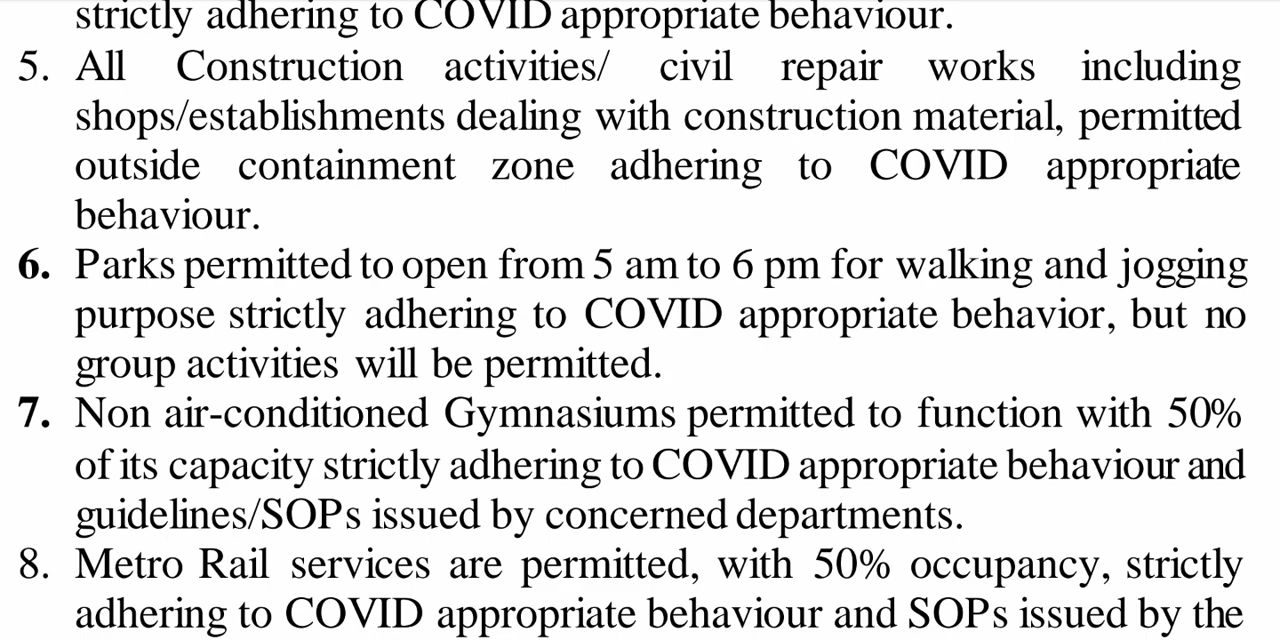 strictly adhering to COVID appropriate behaviour.
5. All Construction activities/ civil repair works including
shops/establishments dealing with construction material, permitted
outside containment zone adhering to COVID appropriate
behaviour.
6. Parks permitted to open from 5 am to 6 pm for walking and jogging
purpose strictly adhering to COVID appropriate behavior, but no
group activities will be permitted.
7. Non air-conditioned Gymnasiums permitted to function with 50%
of its capacity strictly adhering to COVID appropriate behaviour and
guidelines/SOPs issued by concerned departments.
8. Metro Rail services are permitted, with 50% occupancy, strictly
adhering to COVID appropriate behaviour and SOPs issued by the